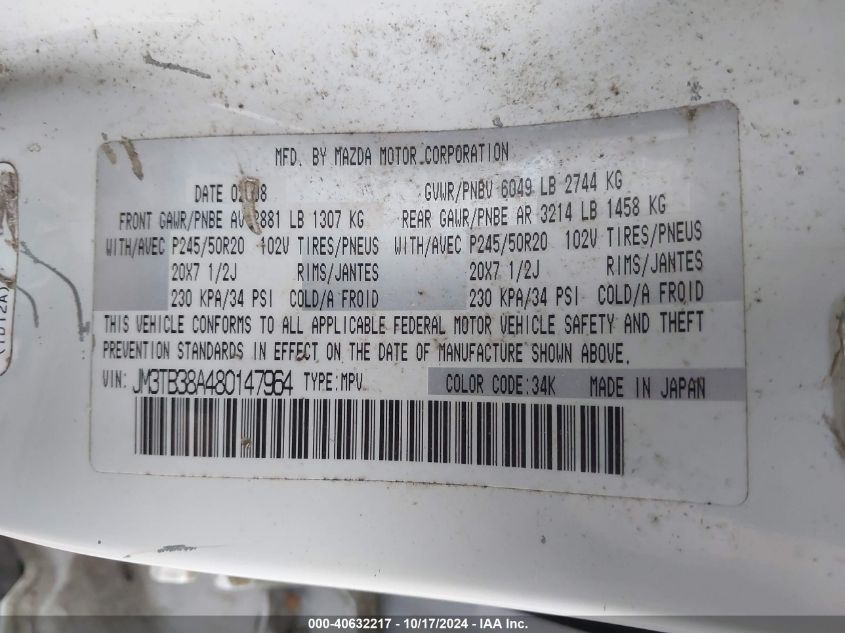 MFD. BY MAZDA MOTOR CORPORATION
DATE GVWR/PNBV 6049 LB 2744 KG
FRONT GAWR/PNBE AV 2881 LB 1307 KG REAR GAWR/PNBE AR 3214 LB 1458 KG
WITH/AVEC P245/50R20 102V TIRES/PNEUS WITH/AVEC P245/50R20 102V TIRES/PNEUS
20X7 1/2J RIMS/JANTES 20X7 1/2J RIMS/JANTES
230 KPA/34 PSI COLD/A FROID 230 KPA/34 PSI COLD/A FROID
THIS VEHICLE CONFORMS TO ALL APPLICABLE FEDERAL MOTOR VEHICLE SAFETY AND THEFT
PREVENTION STANDARDS IN EFFECT ON THE DATE OF MANUFACTURE SHOWN ABOVE.
VIN: JM3TB38A480147964 TYPE:MPV COLOR CODE:34K MADE IN JAPAN
(TD12A)
000-40632217 - 10/17/2024 - IAA Inc.